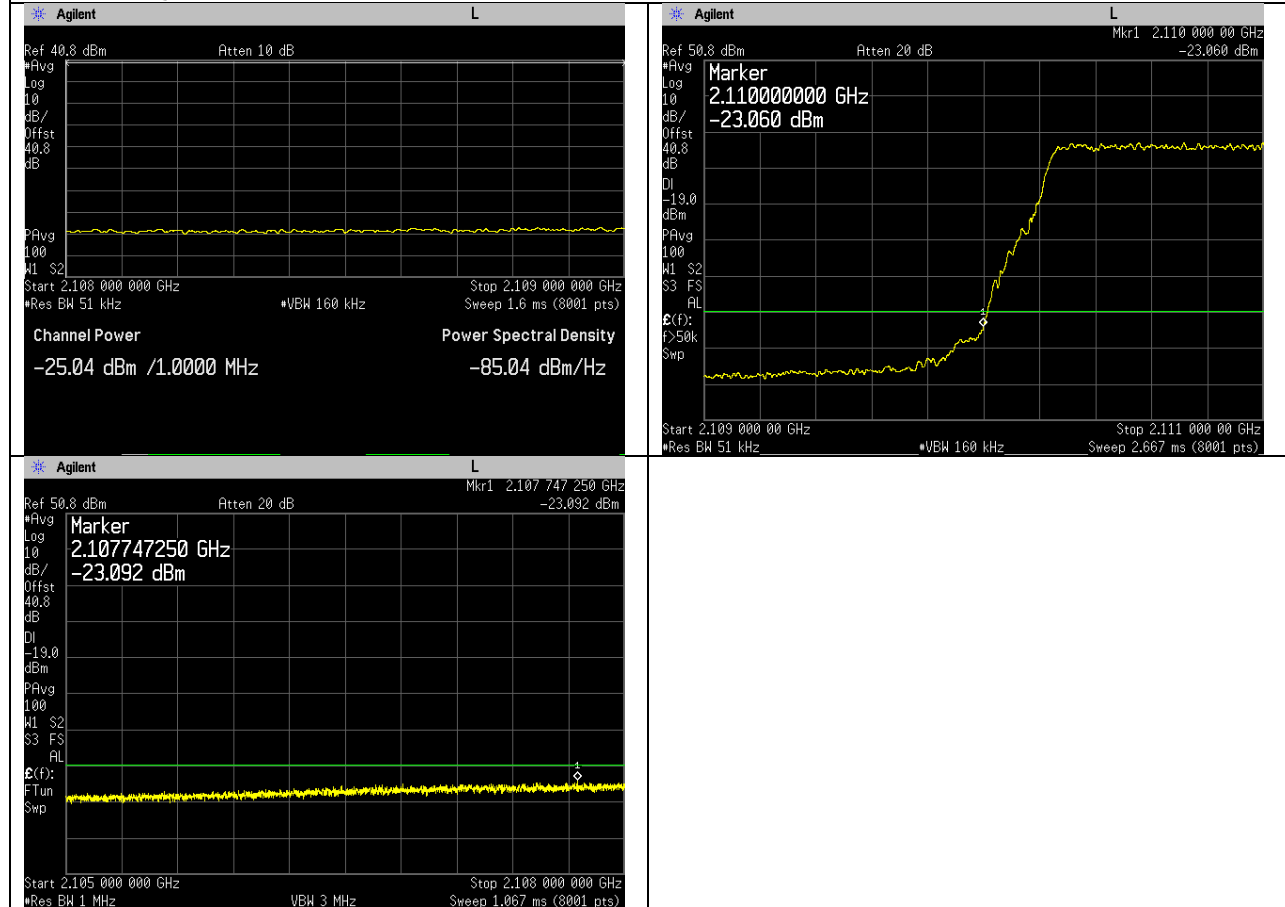 Agilent L
Ref 40.8 dBm Atten 10 dB
#Avg
Log
10
dB/
Offst
40.8
dB
PAvg
100
W1 S2
Start 2.108 000 000 GHz Stop 2.109 000 000 GHz
#Res BW 51 kHz #VBW 160 kHz Sweep 1.6 ms (8001 pts)
Channel Power Power Spectral Density
-25.04 dBm /1.0000 MHz -85.04 dBm/Hz
Agilent L
Mkr1 2.110 000 00 GHz
Ref 50.8 dBm Atten 20 dB -23.060 dBm
#Avg
Log
10
dB/
Offst
40.8
dB
DI
-19.0
dBm
PAvg
100
W1 S2
S3 FS
AL
£(f):
f>50k
Swp
Marker
2.110000000 GHz
-23.060 dBm
1
Start 2.109 000 00 GHz Stop 2.111 000 00 GHz
#Res BW 51 kHz #VBW 160 kHz Sweep 2.667 ms (8001 pts)
Agilent L
Mkr1 2.107 747 250 GHz
Ref 50.8 dBm Atten 20 dB -23.092 dBm
#Avg
Log
10
dB/
Offst
40.8
dB
DI
-19.0
dBm
PAvg
100
W1 S2
S3 FS
AL
£(f):
FTun
Swp
Marker
2.107747250 GHz
-23.092 dBm
1
Start 2.105 000 000 GHz Stop 2.108 000 000 GHz
#Res BW 1 MHz VBW 3 MHz Sweep 1.067 ms (8001 pts)